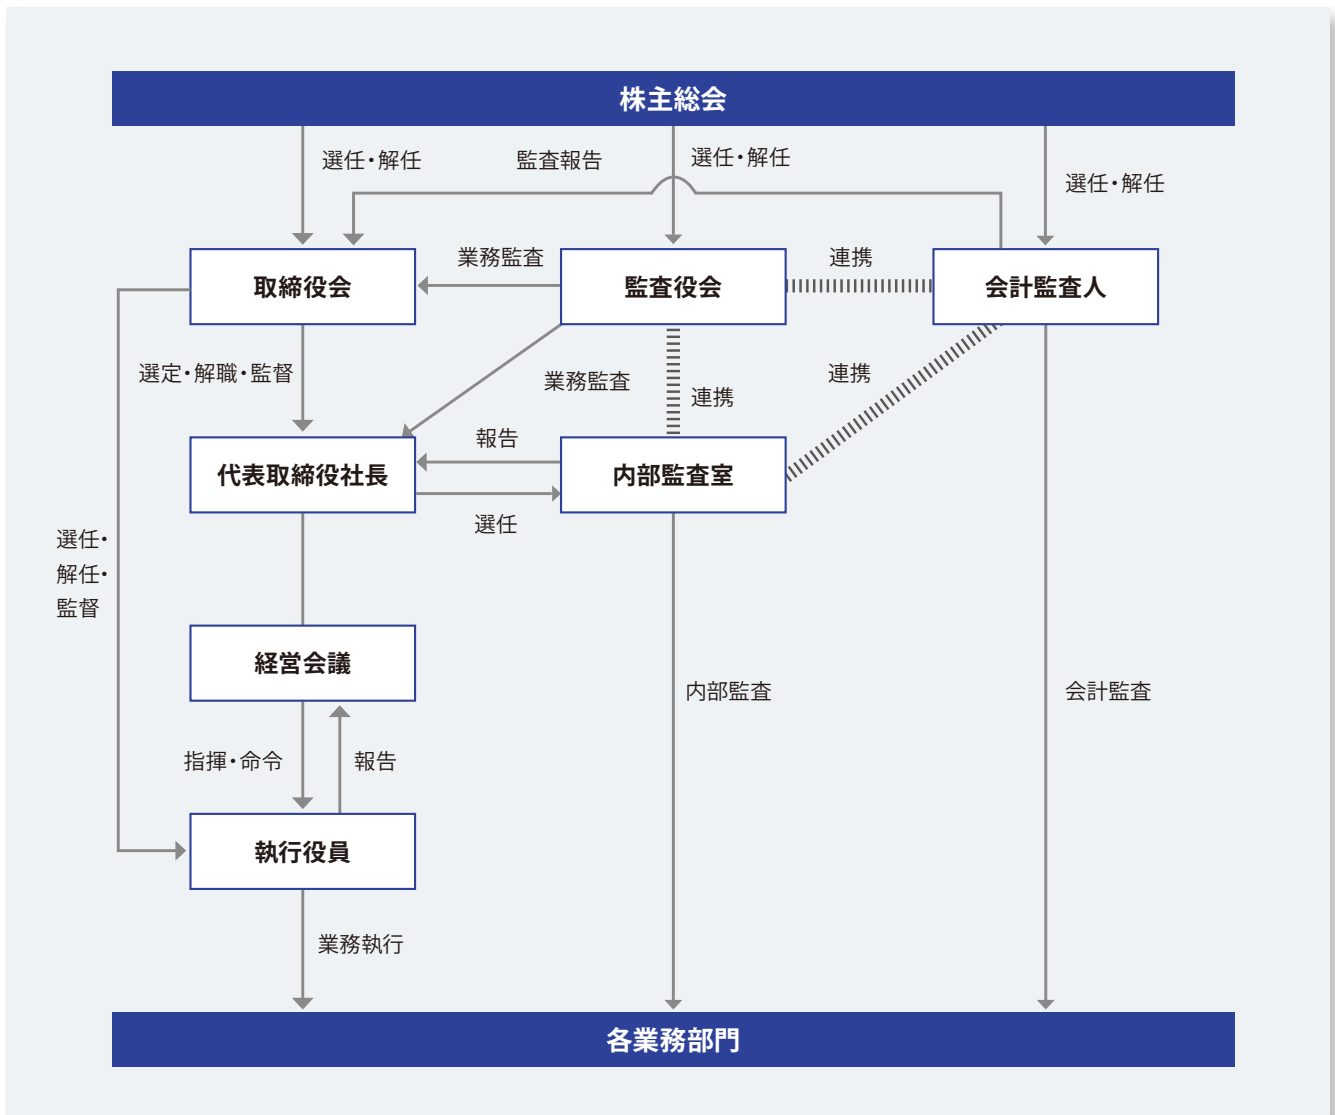 株主総会
選任・解任
監査報告
選任・解任
選任・解任
取締役会
業務監査
監査役会
連携
会計監査人
選定・解職・監督
業務監査
連携
連携
代表取締役社長
報告
選任
内部監査室
選任・
解任・
監督
経営会議
内部監査
会計監査
指揮・命令
報告
執行役員
業務執行
各業務部門